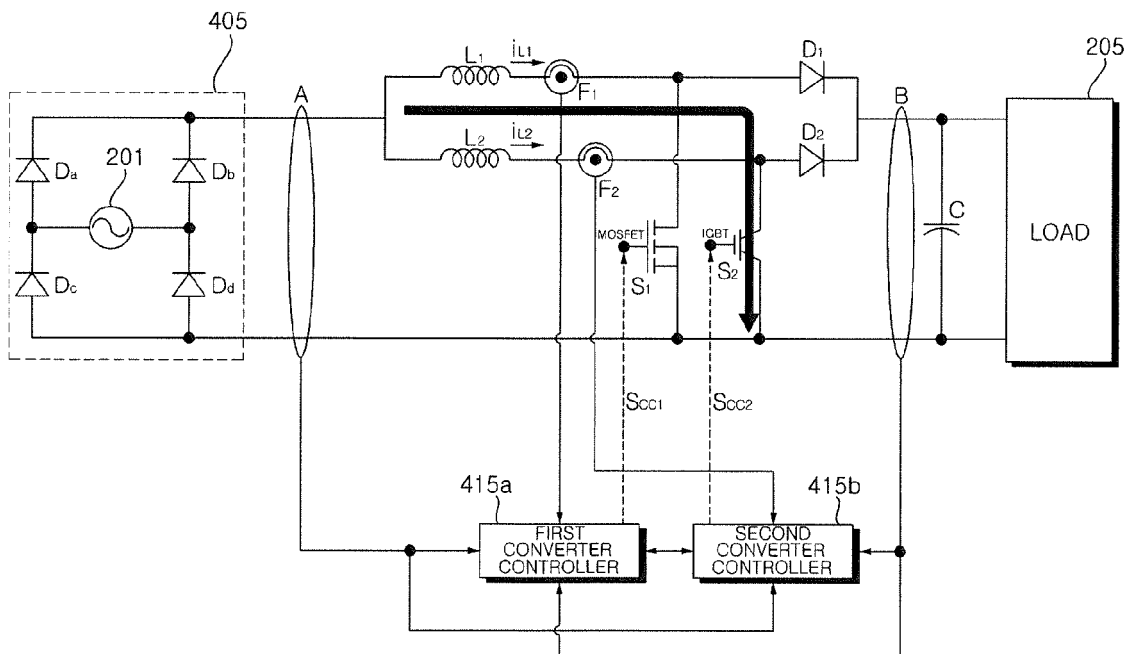 405
201
Da
Db
Dc
Dd
A
L1
iL1
F1
L2
iL2
F2
D1
D2
B
205
C
LOAD
MOSFET
S1
IGBT
S2
SCC1
SCC2
415a
415b
FIRST
CONVERTER
CONTROLLER
SECOND
CONVERTER
CONTROLLER